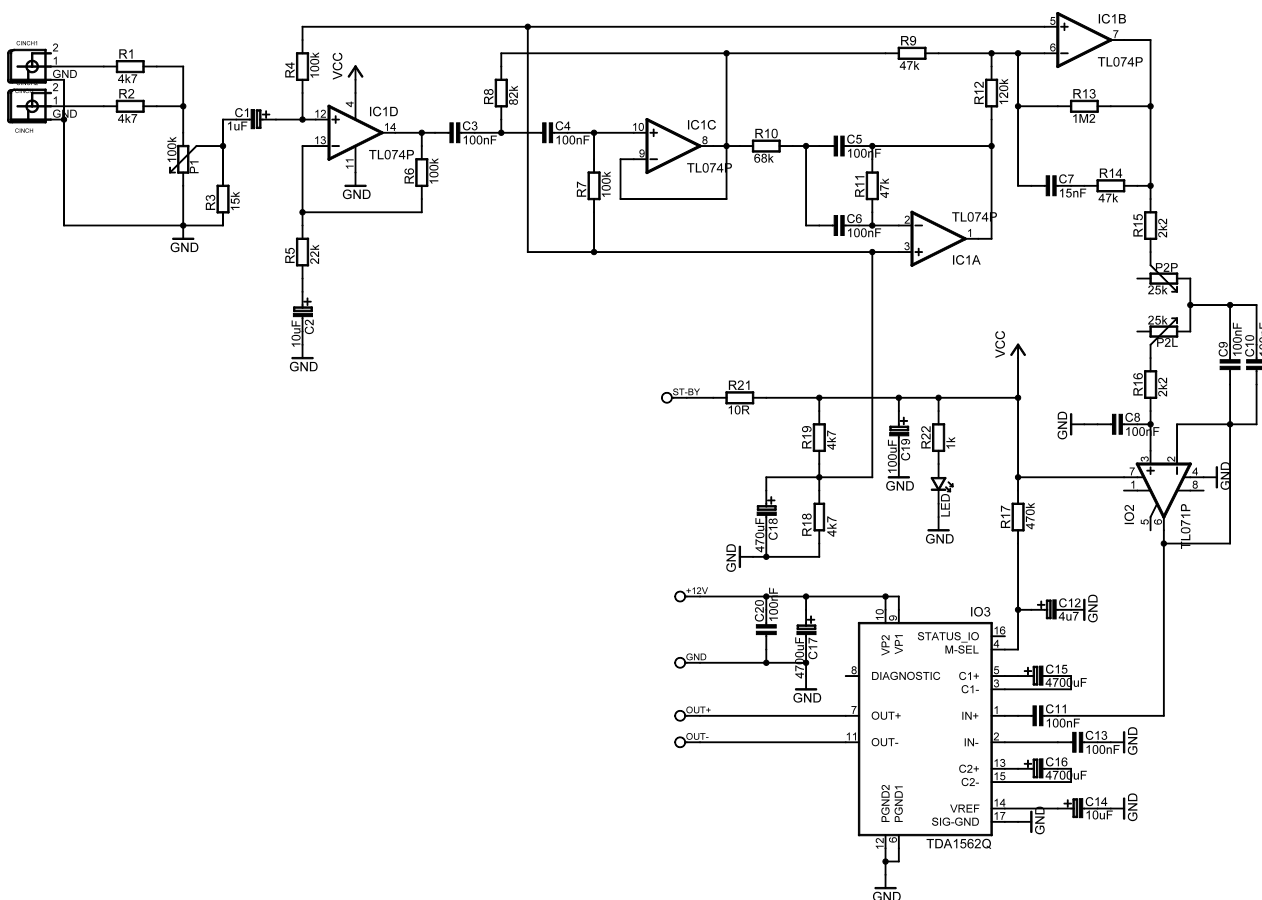 CINCH1
2
1
GND
R1
4k7
2
1
GND
R2
4k7
CINCH
100k
P1
R3
15k
GND
C1
1uF
+
R4
100k
VCC
4
12
+
13
−
14
11
IC1D
TL074P
GND
R5
22k
R6
100k
+
10uF
C2
GND
C3
100nF
R8
82k
C4
100nF
R7
100k
10
+
9
−
8
IC1C
TL074P
R10
68k
C5
100nF
R11
47k
C6
100nF
2
−
3
+
1
TL074P
IC1A
R9
47k
R12
120k
5
+
6
−
7
IC1B
TL074P
R13
1M2
C7
15nF
R14
47k
R15
2k2
P2P
25k
25k
P2L
R16
2k2
C9
100nF
C10
GND
C8
100nF
3
2
+
−
7
4
1
8
5
6
IO2
TL071P
GND
VCC
ST-BY
R21
10R
R19
4k7
+
100uF
C19
GND
R22
1k
LED
GND
R17
470k
+
470uF
C18
R18
4k7
GND
+12V
C20
100nF
+
4700uF
C17
GND
GND
OUT+
OUT-
IO3
10
9
VP2
VP1
STATUS_IO
16
M-SEL
4
+
C12
4u7
GND
8
DIAGNOSTIC
C1+
5
C1-
3
+
C15
4700uF
7
OUT+
IN+
1
C11
100nF
11
OUT-
IN-
2
C13
100nF
GND
C2+
13
C2-
15
+
C16
4700uF
PGND2
PGND1
VREF
14
SIG-GND
17
+
C14
10uF
GND
GND
12
6
TDA1562Q
GND